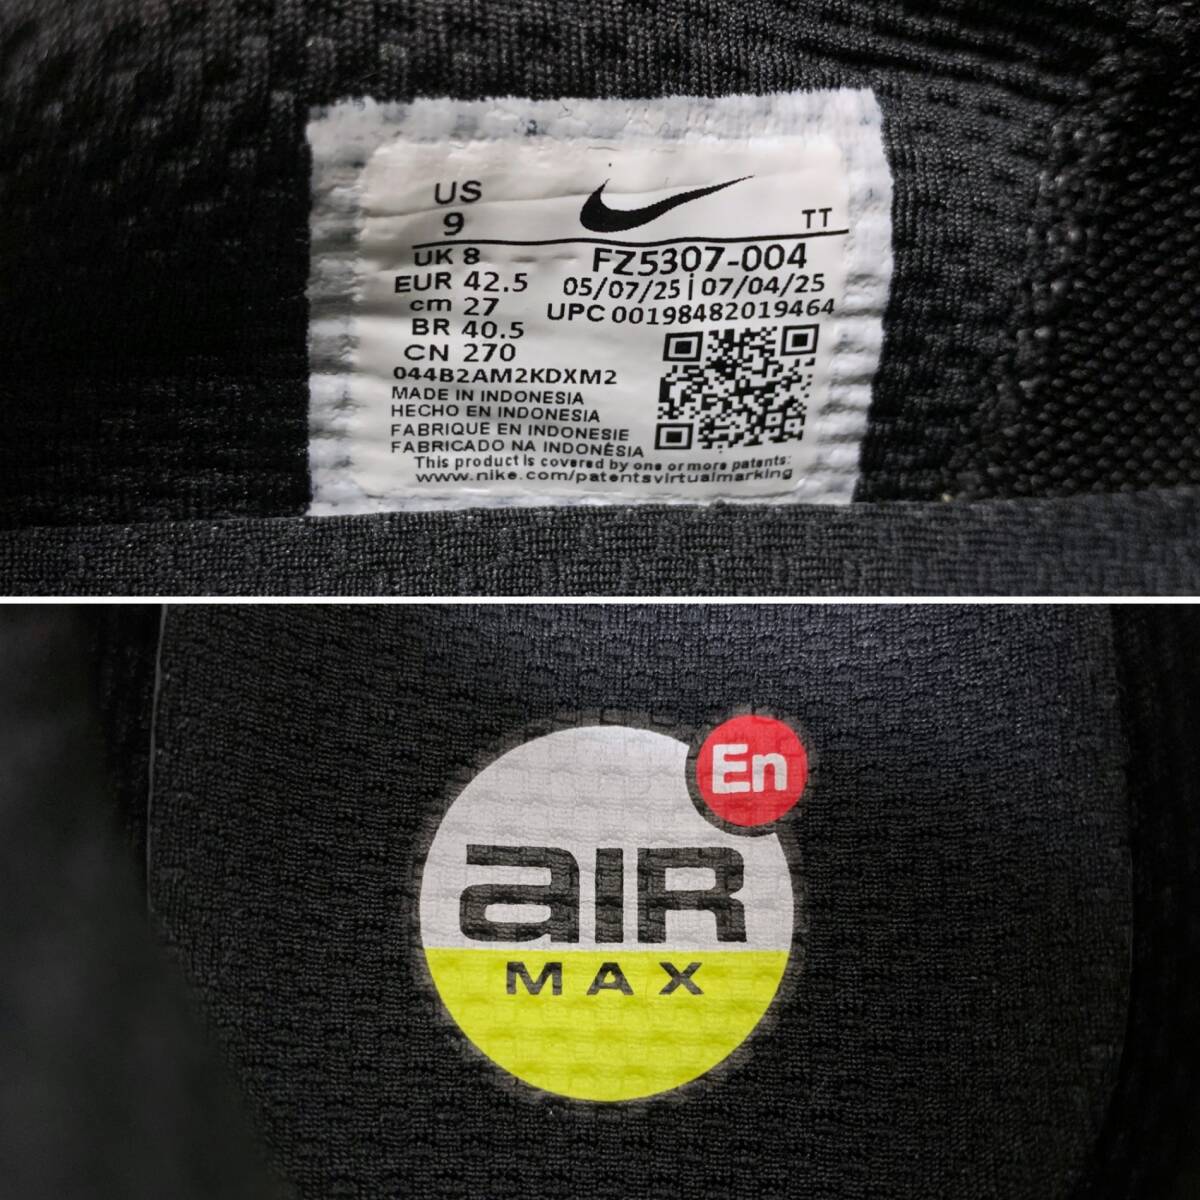 US
9
TT
UK 8
FZ5307-004
EUR 42.5
05/07/25 | 07/04/25
cm 27
UPC 00198482019464
BR 40.5
CN 270
044B2AM2KDXM2
MADE IN INDONESIA
HECHO EN INDONESIA
FABRIQUE EN INDONESIE
FABRICADO NA INDONÉSIA
This product is covered by one or more patents:
www.nike.com/patentsvirtualmarking
En
aIR
MAX